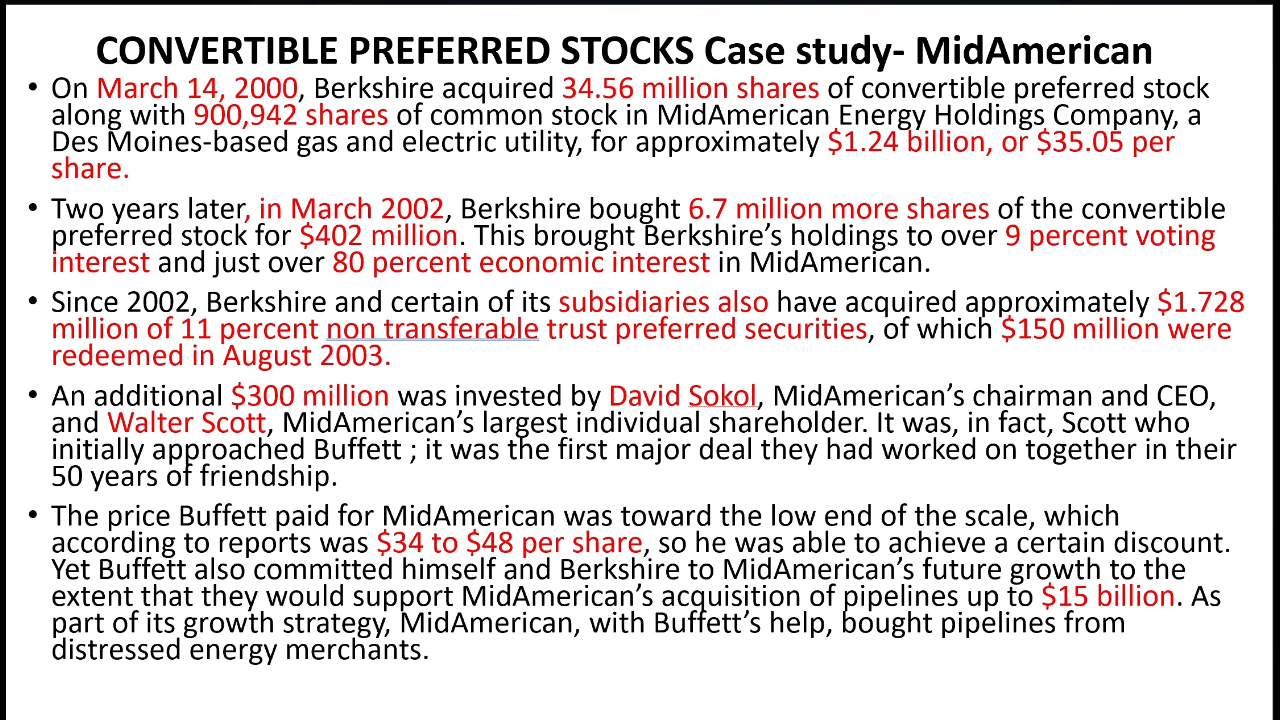 CONVERTIBLE PREFERRED STOCKS Case study- MidAmerican
• On March 14, 2000, Berkshire acquired 34.56 million shares of convertible preferred stock
along with 900,942 shares of common stock in MidAmerican Energy Holdings Company, a
Des Moines-based gas and electric utility, for approximately $1.24 billion, or $35.05 per
share.
• Two years later, in March 2002, Berkshire bought 6.7 million more shares of the convertible
preferred stock for $402 million. This brought Berkshire’s holdings to over 9 percent voting
interest and just over 80 percent economic interest in MidAmerican.
• Since 2002, Berkshire and certain of its subsidiaries also have acquired approximately $1.728
million of 11 percent non transferable trust preferred securities, of which $150 million were
redeemed in August 2003.
• An additional $300 million was invested by David Sokol, MidAmerican’s chairman and CEO,
and Walter Scott, MidAmerican’s largest individual shareholder. It was, in fact, Scott who
initially approached Buffett ; it was the first major deal they had worked on together in their
50 years of friendship.
• The price Buffett paid for MidAmerican was toward the low end of the scale, which
according to reports was $34 to $48 per share, so he was able to achieve a certain discount.
Yet Buffett also committed himself and Berkshire to MidAmerican’s future growth to the
extent that they would support MidAmerican’s acquisition of pipelines up to $15 billion. As
part of its growth strategy, MidAmerican, with Buffett’s help, bought pipelines from
distressed energy merchants.